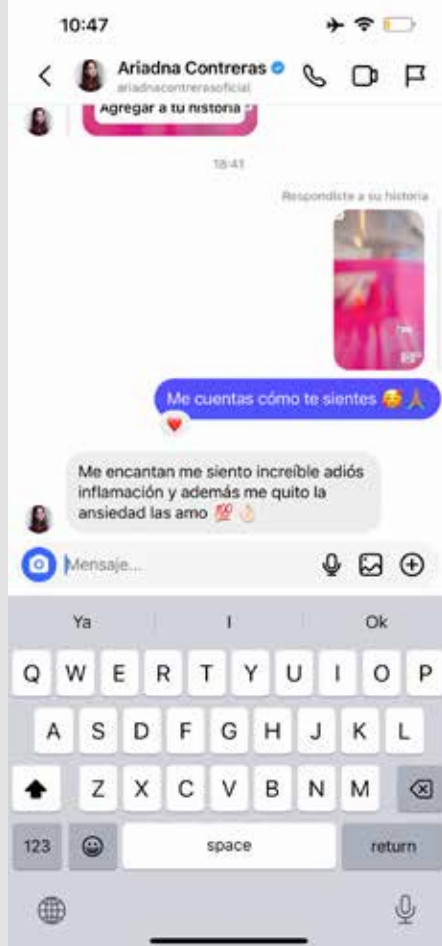 10:47
Ariadna Contreras
ariadnacontrerasoficial
Agregar a tu historia
18:41
Respondiste a su historia
Me cuentas cómo te sientes 🥰🙏
❤️
Me encantan me siento increíble adiós
inflamación y además me quito la
ansiedad las amo 💯👌🏻
Mensaje...
Ya I Ok
Q W E R T Y U I O P
A S D F G H J K L
Z X C V B N M
123 space return